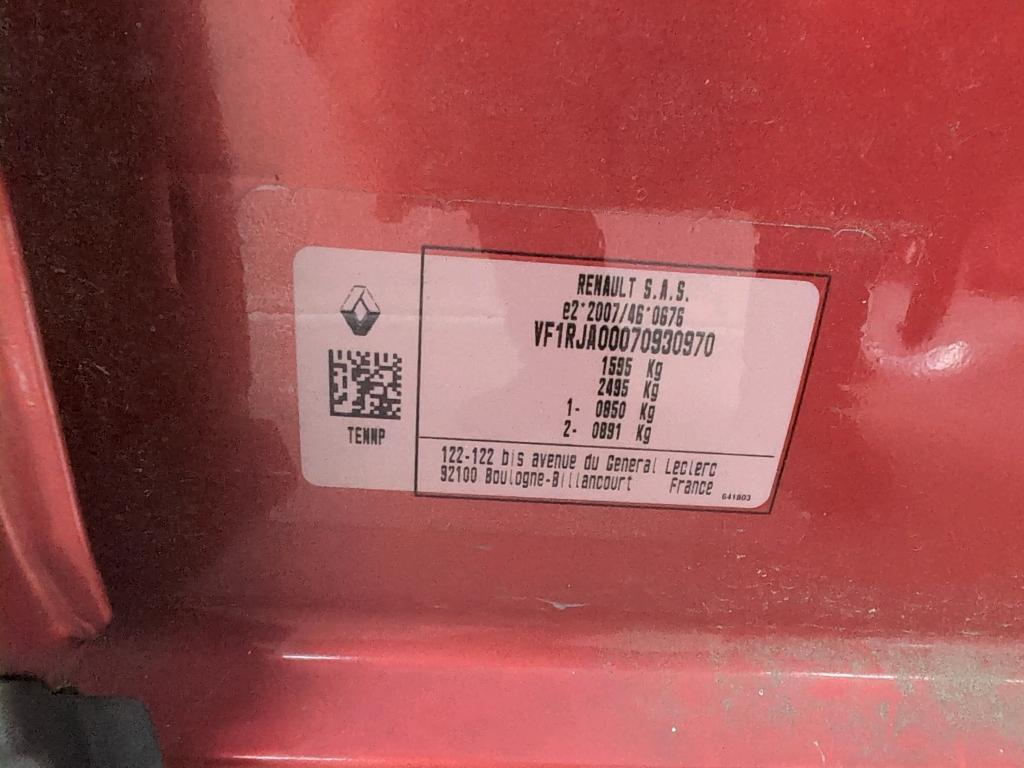 RENAULT S.A.S.
e2*2007/46*0676
VF1RJA00070930970
1595 Kg
2495 Kg
1- 0850 Kg
2- 0891 Kg
TENNP
122-122 bis avenue du General Leclerc
92100 Boulogne-Billancourt France
641803